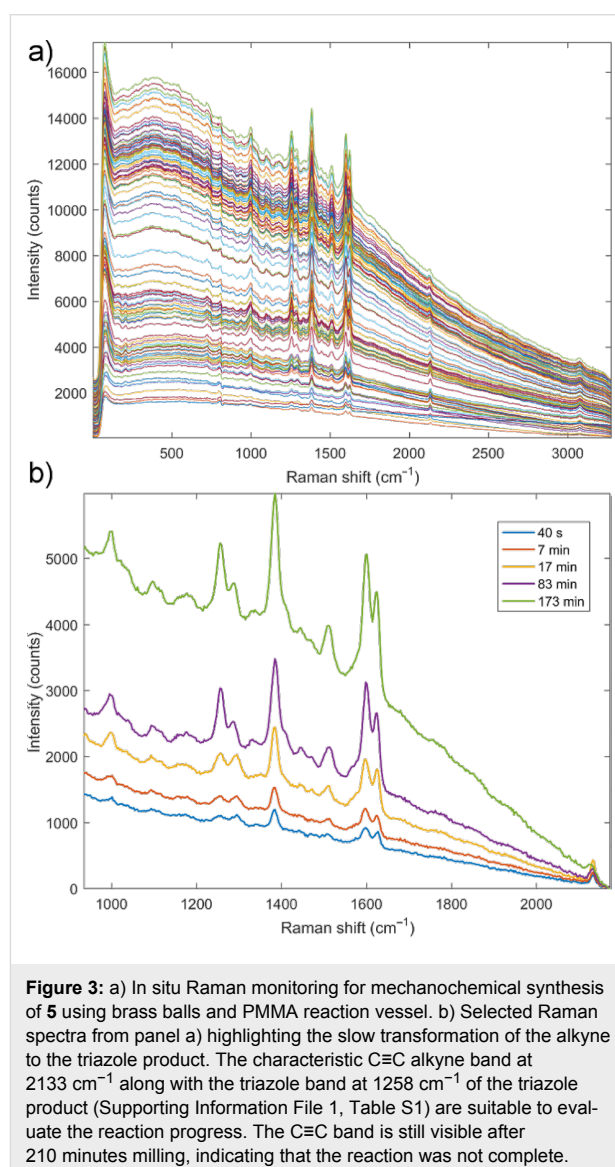 a)
16000
14000
12000
10000
8000
6000
4000
2000
Intensity (counts)
500 1000 1500 2000 2500 3000
Raman shift (cm⁻¹)
b)
5000
4000
3000
2000
1000
0
Intensity (counts)
40 s
7 min
17 min
83 min
173 min
1000 1200 1400 1600 1800 2000
Raman shift (cm⁻¹)
Figure 3: a) In situ Raman monitoring for mechanochemical synthesis
of 5 using brass balls and PMMA reaction vessel. b) Selected Raman
spectra from panel a) highlighting the slow transformation of the alkyne
to the triazole product. The characteristic C≡C alkyne band at
2133 cm⁻¹ along with the triazole band at 1258 cm⁻¹ of the triazole
product (Supporting Information File 1, Table S1) are suitable to eval-
uate the reaction progress. The C≡C band is still visible after
210 minutes milling, indicating that the reaction was not complete.